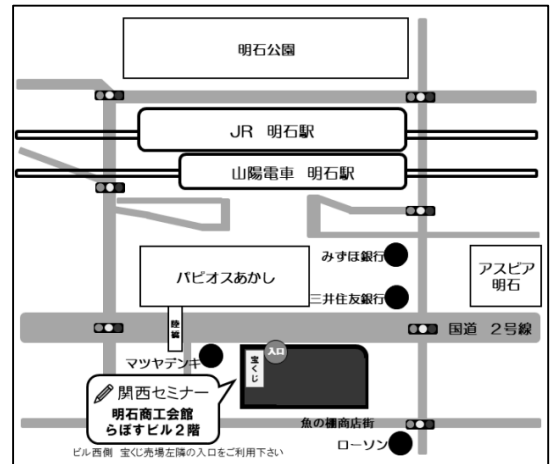 明石公園
JR 明石駅
山陽電車 明石駅
みずほ銀行
パピオスあかし
アスピア
明石
三井住友銀行
陸橋
国道 2号線
入口
宝くじ
マツヤデンキ
関西セミナー
明石商工会館
らぽすビル2階
魚の棚商店街
ローソン
ビル西側 宝くじ売場左隣の入口をご利用下さい